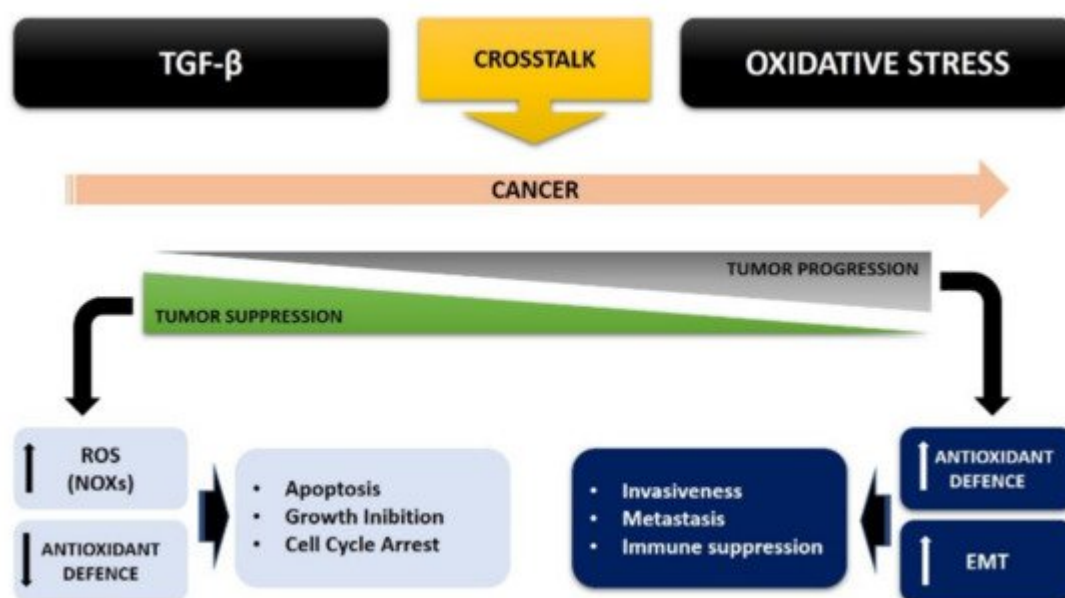 TGF-β
CROSSTALK
OXIDATIVE STRESS
CANCER
TUMOR PROGRESSION
TUMOR SUPPRESSION
ROS
(NOXs)
ANTIOXIDANT
DEFENCE
• Apoptosis
• Growth Inibition
• Cell Cycle Arrest
• Invasiveness
• Metastasis
• Immune suppression
ANTIOXIDANT
DEFENCE
EMT